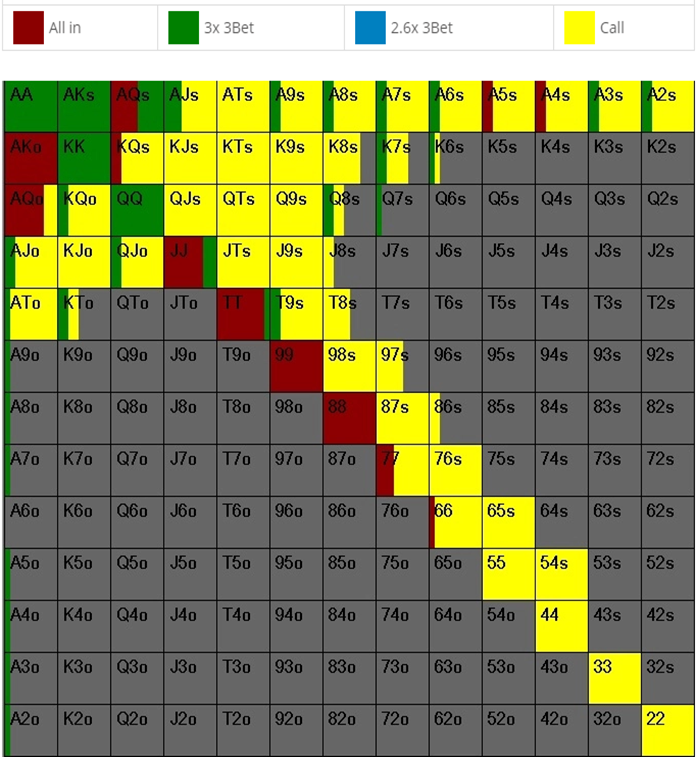 All in 3x 3Bet 2.6x 3Bet Call
AA AKs AQs AJs ATs A9s A8s A7s A6s A5s A4s A3s A2s
AKo KK KQs KJs KTs K9s K8s K7s K6s K5s K4s K3s K2s
AQo KQo QQ QJs QTs Q9s Q8s Q7s Q6s Q5s Q4s Q3s Q2s
AJo KJo QJo JJ JTs J9s J8s J7s J6s J5s J4s J3s J2s
ATo KTo QTo JTo TT T9s T8s T7s T6s T5s T4s T3s T2s
A9o K9o Q9o J9o T9o 99 98s 97s 96s 95s 94s 93s 92s
A8o K8o Q8o J8o T8o 98o 88 87s 86s 85s 84s 83s 82s
A7o K7o Q7o J7o T7o 97o 87o 77 76s 75s 74s 73s 72s
A6o K6o Q6o J6o T6o 96o 86o 76o 66 65s 64s 63s 62s
A5o K5o Q5o J5o T5o 95o 85o 75o 65o 55 54s 53s 52s
A4o K4o Q4o J4o T4o 94o 84o 74o 64o 54o 44 43s 42s
A3o K3o Q3o J3o T3o 93o 83o 73o 63o 53o 43o 33 32s
A2o K2o Q2o J2o T2o 92o 82o 72o 62o 52o 42o 32o 22